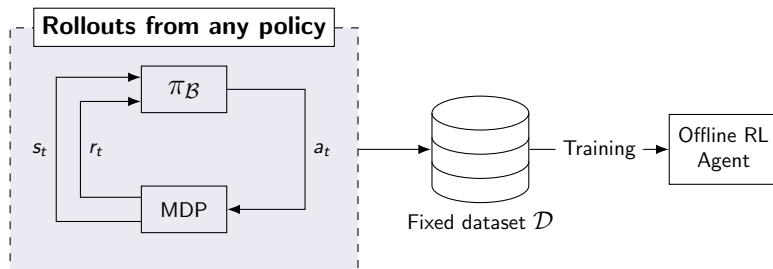 Rollouts from any policy
π_𝓑
s_t
r_t
a_t
MDP
Fixed dataset 𝒟
Training
Offline RL
Agent